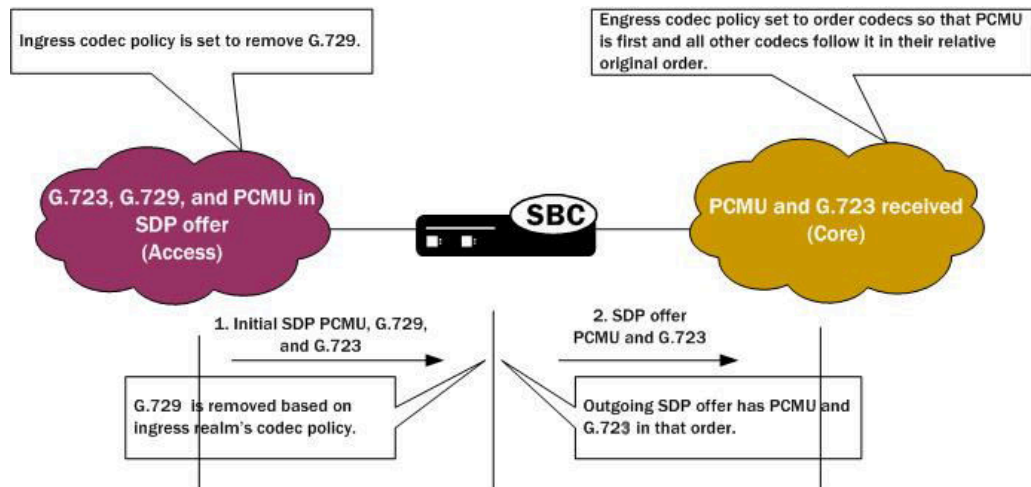 Ingress codec policy is set to remove G.729.
Engress codec policy set to order codecs so that PCMU
is first and all other codecs follow it in their relative
original order.
G.723, G.729, and PCMU in
SDP offer
(Access)
SBC
PCMU and G.723 received
(Core)
1. Initial SDP PCMU, G.729,
and G.723
2. SDP offer
PCMU and G.723
G.729 is removed based on
ingress realm's codec policy.
Outgoing SDP offer has PCMU and
G.723 in that order.